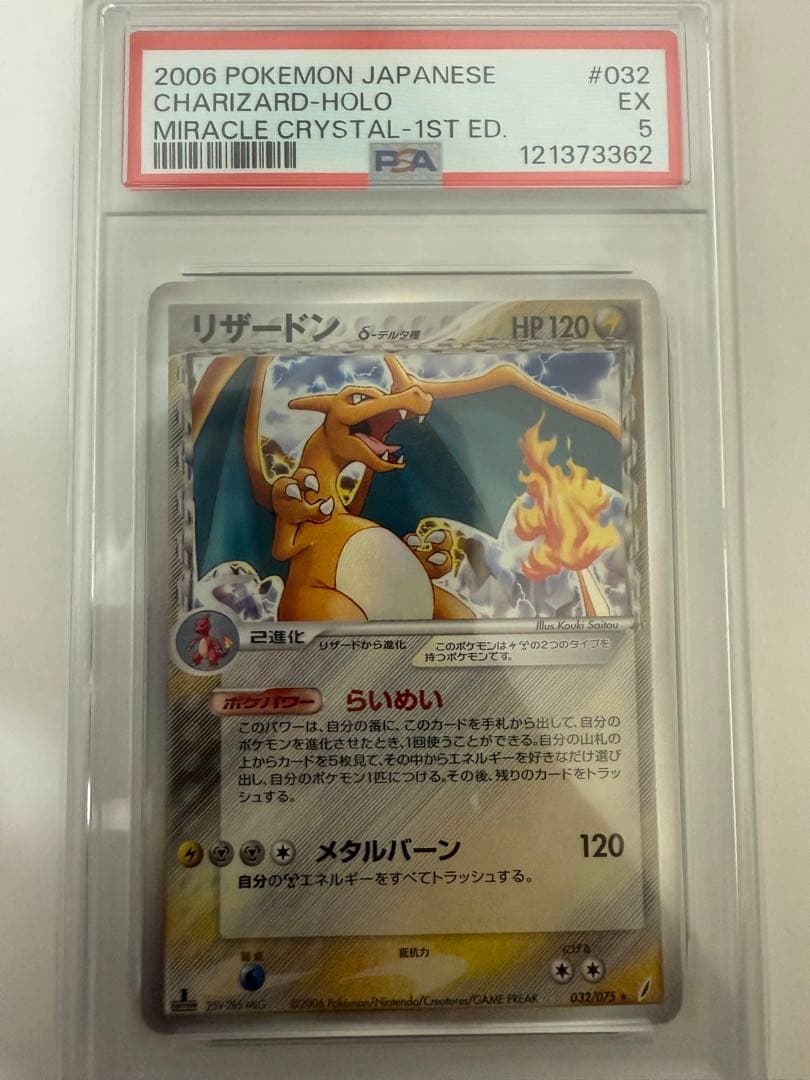 2006 POKEMON JAPANESE #032
CHARIZARD-HOLO EX
MIRACLE CRYSTAL-1ST ED. 5
PSA 121373362
リザードン δ-デルタ種 HP120
Illus. Kouki Saitou
2進化 リザードから進化
このポケモンは の2つのタイプを
持つポケモンです。
ポケパワー らいめい
このパワーは、自分の番に、このカードを手札から出して、自分の
ポケモンを進化させたとき、1回使うことができる。自分の山札の
上からカードを5枚見て、その中からエネルギーを好きなだけ選び
出し、自分のポケモン1匹につける。その後、残りのカードをトラッ
シュする。
メタルバーン 120
自分の エネルギーをすべてトラッシュする。
弱点 抵抗力 にげる
1 EDITION
©2006 Pokémon/Nintendo/Creatures/GAME FREAK 032/075 ★